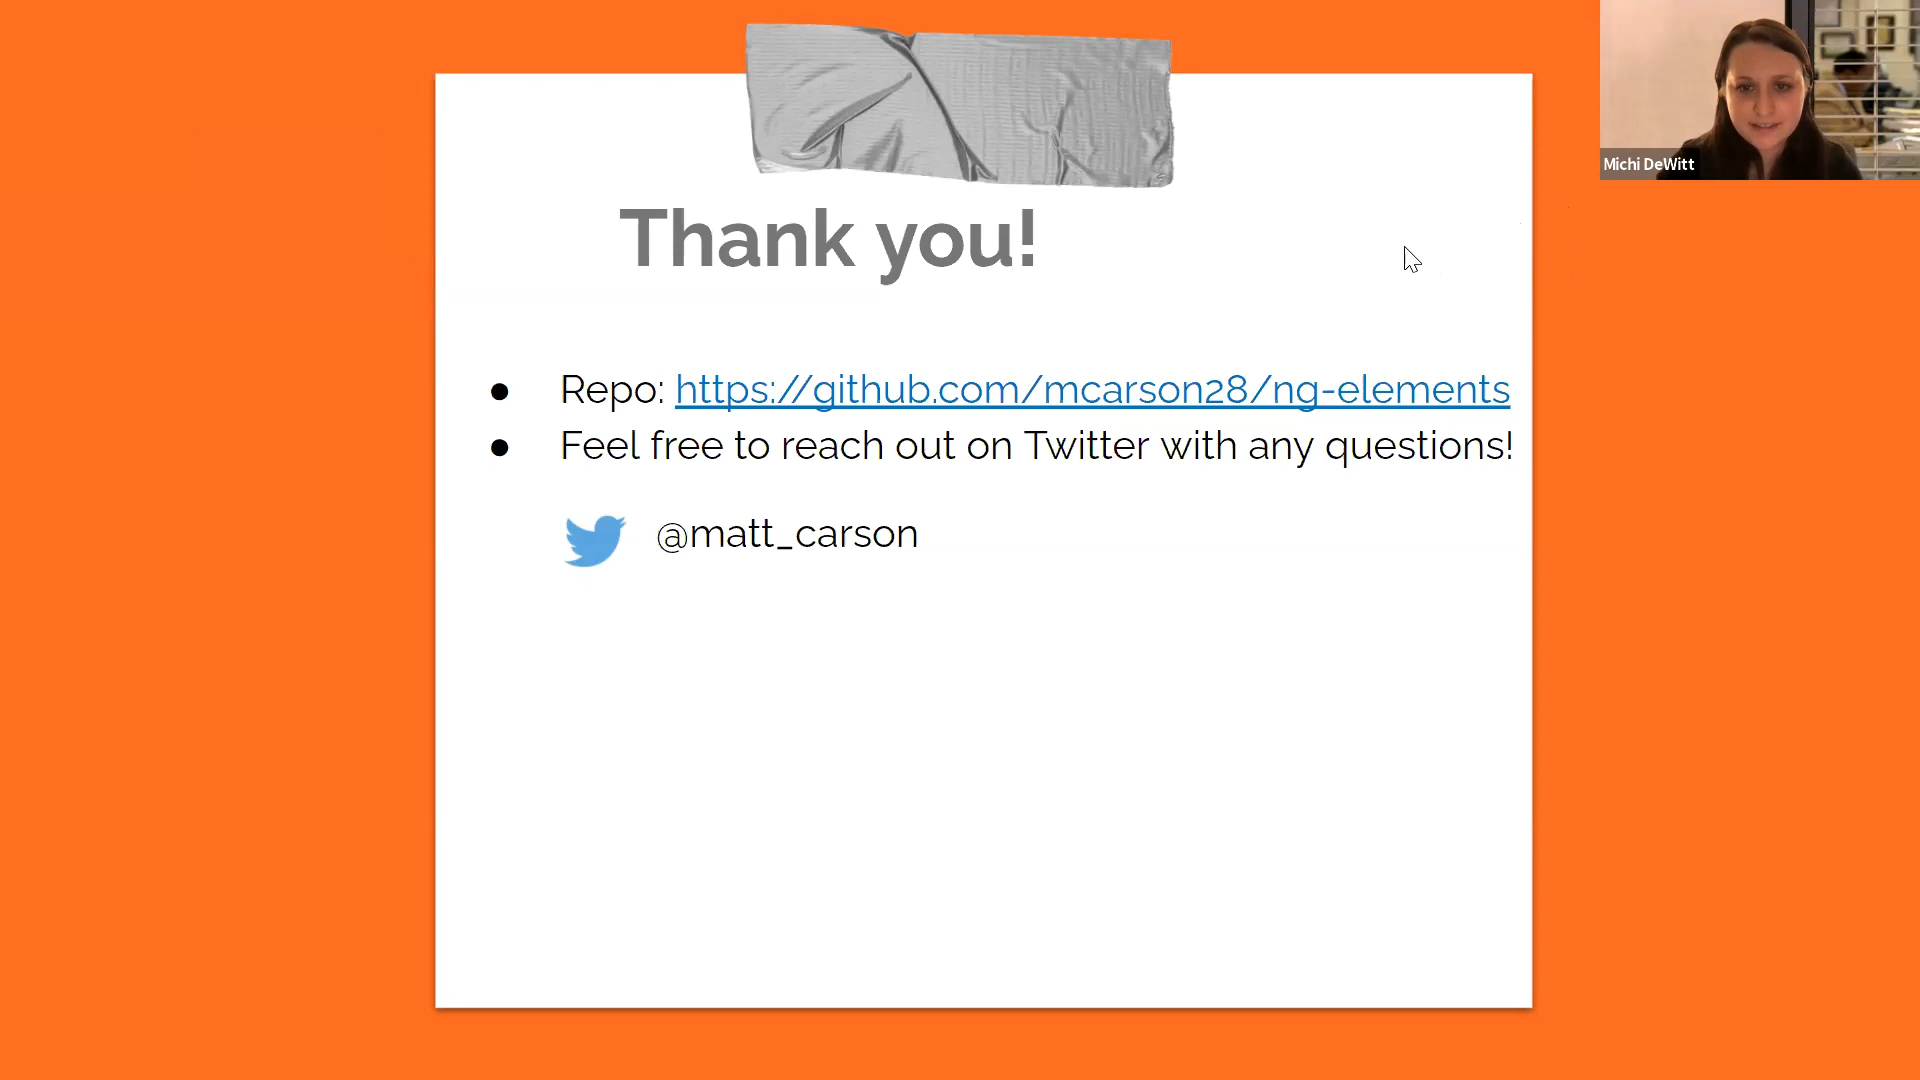 Thank you!
● Repo: https://github.com/mcarson28/ng-elements
● Feel free to reach out on Twitter with any questions!
@matt_carson
Michi DeWitt